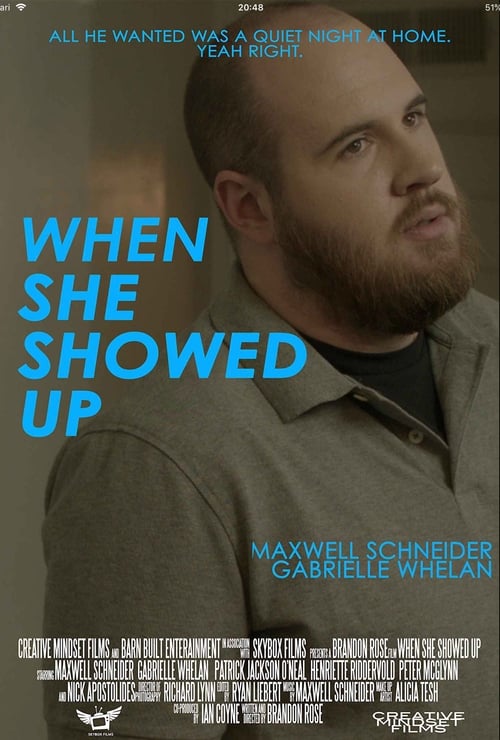 ari 20:48 51%
ALL HE WANTED WAS A QUIET NIGHT AT HOME.
YEAH RIGHT.
WHEN
SHE
SHOWED
UP
MAXWELL SCHNEIDER
GABRIELLE WHELAN
CREATIVE MINDSET FILMS AND BARN BUILT ENTERAINMENT IN ASSOCIATION WITH SKYBOX FILMS PRESENTS A BRANDON ROSE FILM WHEN SHE SHOWED UP
STARRING MAXWELL SCHNEIDER GABRIELLE WHELAN PATRICK JACKSON O'NEAL HENRIETTE RIDDERVOLD PETER MCGLYNN
AND NICK APOSTOLIDES DIRECTOR OF PHOTOGRAPHY RICHARD LYNN EDITED BY RYAN LIEBERT MUSIC BY MAXWELL SCHNEIDER MAKE UP ARTIST ALICIA TESH
CO-PRODUCED BY IAN COYNE WRITTEN AND DIRECTED BY BRANDON ROSE
SKYBOX FILMS
CREATIVE
MINDSET
FILMS